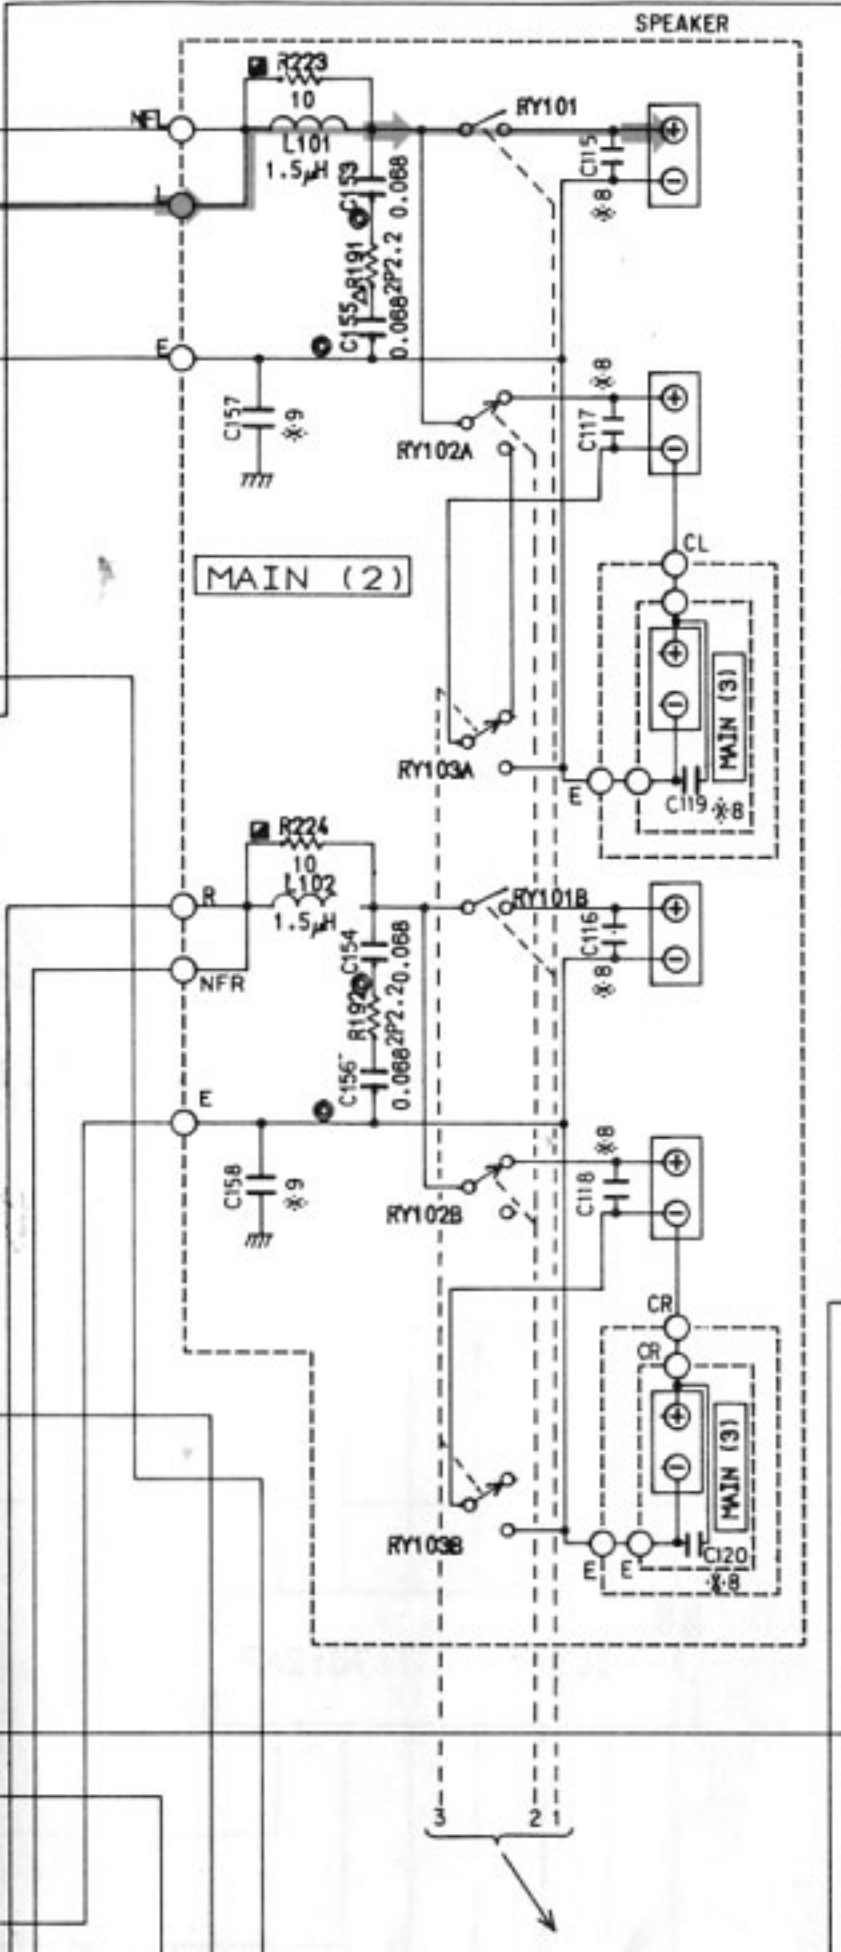 SPEAKER
R223
10
NFL
L101
1.5μH
L
C153
0.068
RY101
C115
※8
+
−
R191
2P2.2
C155
0.068
E
C157
※9
RY102A
C117
※8
+
−
MAIN (2)
CL
+
−
MAIN (3)
RY103A
E
C119
※8
R224
10
R
L102
1.5μH
NFR
C154
0.068
RY101B
C116
※8
+
−
R192
2P2.2
C156
0.068
E
C158
※9
RY102B
C118
※8
+
−
CR
CR
+
−
MAIN (3)
RY103B
E
E
C120
※8
3
2
1